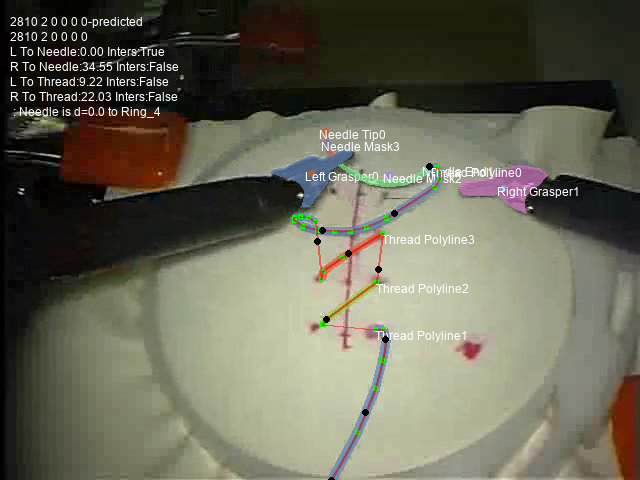 2810 2 0 0 0 0-predicted
2810 2 0 0 0 0
L To Needle:0.00 Inters:True
R To Needle:34.55 Inters:False
L To Thread:9.22 Inters:False
R To Thread:22.03 Inters:False
: Needle is d=0.0 to Ring_4
Needle Tip0
Needle Mask3
Left Grasper0
Right Grasper1
Thread Polyline3
Thread Polyline2
Thread Polyline1